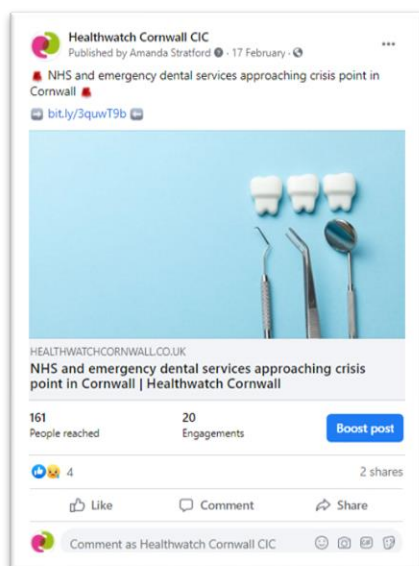 Healthwatch Cornwall CIC
Published by Amanda Stratford · 17 February ·
NHS and emergency dental services approaching crisis point in
Cornwall
bit.ly/3quwT9b
HEALTHWATCHCORNWALL.CO.UK
NHS and emergency dental services approaching crisis
point in Cornwall | Healthwatch Cornwall
161
People reached
20
Engagements
Boost post
4
2 shares
Like
Comment
Share
Comment as Healthwatch Cornwall CIC